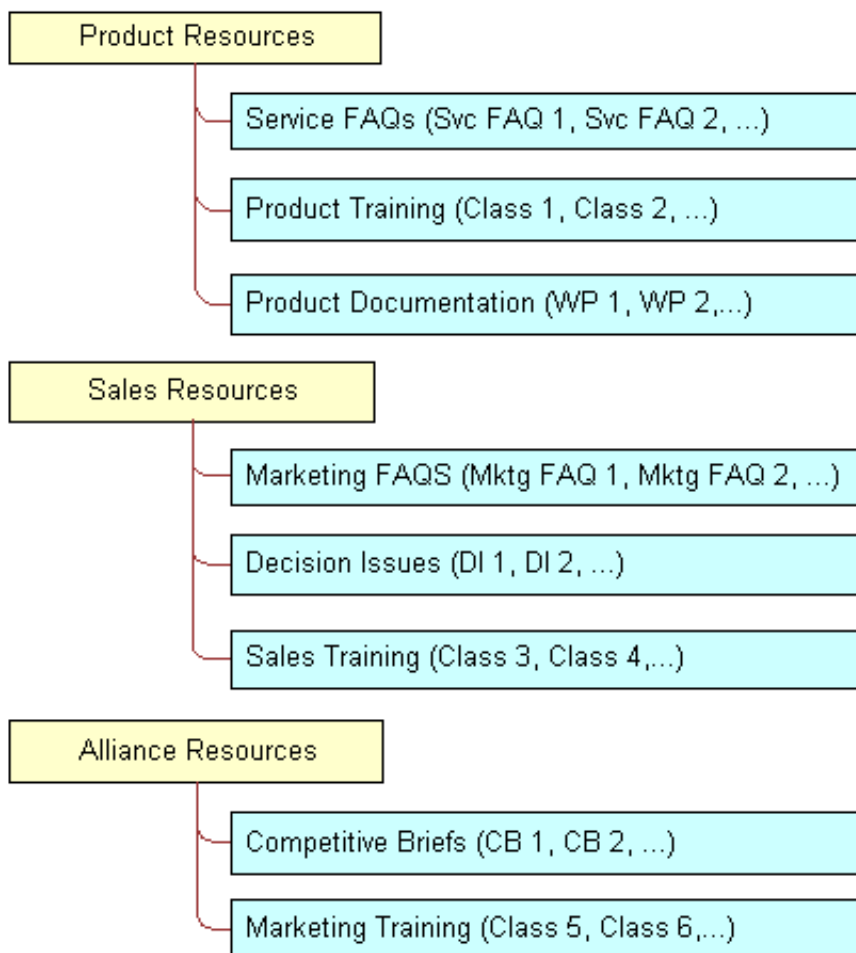 Product Resources
Service FAQs (Svc FAQ 1, Svc FAQ 2, ...)
Product Training (Class 1, Class 2, ...)
Product Documentation (WP 1, WP 2,...)
Sales Resources
Marketing FAQS (Mktg FAQ 1, Mktg FAQ 2, ...)
Decision Issues (DI 1, DI 2, ...)
Sales Training (Class 3, Class 4,...)
Alliance Resources
Competitive Briefs (CB 1, CB 2, ...)
Marketing Training (Class 5, Class 6,...)